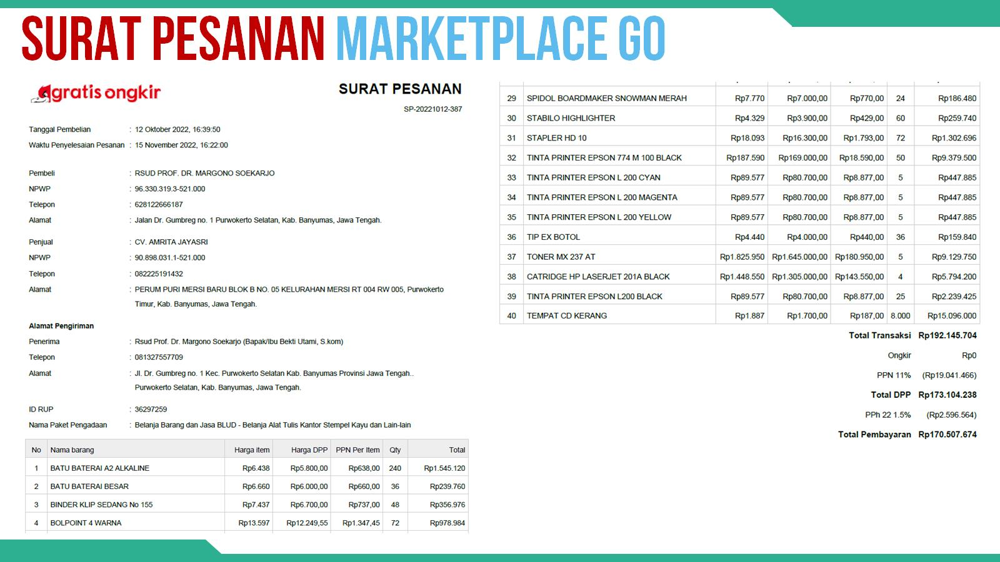 SURAT PESANAN MARKETPLACE GO
gratis ongkir
SURAT PESANAN
SP-20221012-387
Tanggal Pembelian : 12 Oktober 2022, 16:39:50
Waktu Penyelesaian Pesanan : 15 November 2022, 16:22:00
Pembeli : RSUD PROF. DR. MARGONO SOEKARJO
NPWP : 96.330.319.3-521.000
Telepon : 628122666187
Alamat : Jalan Dr. Gumbreg no. 1 Purwokerto Selatan, Kab. Banyumas, Jawa Tengah.
Penjual : CV. AMRITA JAYASRI
NPWP : 90.898.031.1-521.000
Telepon : 082225191432
Alamat : PERUM PURI MERSI BARU BLOK B NO. 05 KELURAHAN MERSI RT 004 RW 005, Purwokerto
Timur, Kab. Banyumas, Jawa Tengah.
Alamat Pengiriman
Penerima : Rsud Prof. Dr. Margono Soekarjo (Bapak/Ibu Bekti Utami, S.kom)
Telepon : 081327557709
Alamat : Jl. Dr. Gumbreg no. 1 Kec. Purwokerto Selatan Kab. Banyumas Provinsi Jawa Tengah..
Purwokerto Selatan, Kab. Banyumas, Jawa Tengah.
ID RUP : 36297259
Nama Paket Pengadaan : Belanja Barang dan Jasa BLUD - Belanja Alat Tulis Kantor Stempel Kayu dan Lain-lain
No Nama barang Harga item Harga DPP PPN Per Item Qty Total
1 BATU BATERAI A2 ALKALINE Rp6.438 Rp5.800,00 Rp638,00 240 Rp1.545.120
2 BATU BATERAI BESAR Rp6.660 Rp6.000,00 Rp660,00 36 Rp239.760
3 BINDER KLIP SEDANG No 155 Rp7.437 Rp6.700,00 Rp737,00 48 Rp356.976
4 BOLPOINT 4 WARNA Rp13.597 Rp12.249,55 Rp1.347,45 72 Rp978.984
29 SPIDOL BOARDMAKER SNOWMAN MERAH Rp7.770 Rp7.000,00 Rp770,00 24 Rp186.480
30 STABILO HIGHLIGHTER Rp4.329 Rp3.900,00 Rp429,00 60 Rp259.740
31 STAPLER HD 10 Rp18.093 Rp16.300,00 Rp1.793,00 72 Rp1.302.696
32 TINTA PRINTER EPSON 774 M 100 BLACK Rp187.590 Rp169.000,00 Rp18.590,00 50 Rp9.379.500
33 TINTA PRINTER EPSON L 200 CYAN Rp89.577 Rp80.700,00 Rp8.877,00 5 Rp447.885
34 TINTA PRINTER EPSON L 200 MAGENTA Rp89.577 Rp80.700,00 Rp8.877,00 5 Rp447.885
35 TINTA PRINTER EPSON L 200 YELLOW Rp89.577 Rp80.700,00 Rp8.877,00 5 Rp447.885
36 TIP EX BOTOL Rp4.440 Rp4.000,00 Rp440,00 36 Rp159.840
37 TONER MX 237 AT Rp1.825.950 Rp1.645.000,00 Rp180.950,00 5 Rp9.129.750
38 CATRIDGE HP LASERJET 201A BLACK Rp1.448.550 Rp1.305.000,00 Rp143.550,00 4 Rp5.794.200
39 TINTA PRINTER EPSON L200 BLACK Rp89.577 Rp80.700,00 Rp8.877,00 25 Rp2.239.425
40 TEMPAT CD KERANG Rp1.887 Rp1.700,00 Rp187,00 8.000 Rp15.096.000
Total Transaksi Rp192.145.704
Ongkir Rp0
PPN 11% (Rp19.041.466)
Total DPP Rp173.104.238
PPh 22 1.5% (Rp2.596.564)
Total Pembayaran Rp170.507.674